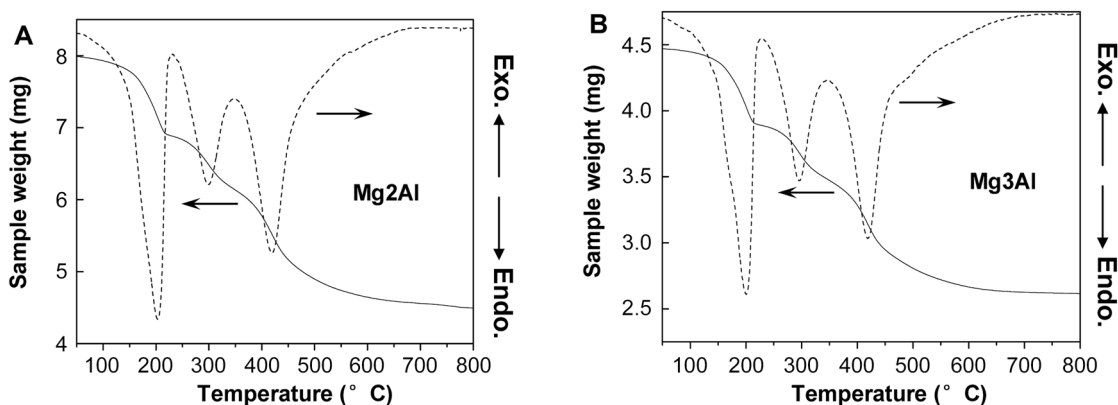 A
Sample weight (mg)
8
7
6
5
4
Mg2Al
100 200 300 400 500 600 700 800
Temperature (° C)
Exo.
Endo.
B
Sample weight (mg)
4.5
4.0
3.5
3.0
2.5
Mg3Al
100 200 300 400 500 600 700 800
Temperature (° C)
Exo.
Endo.